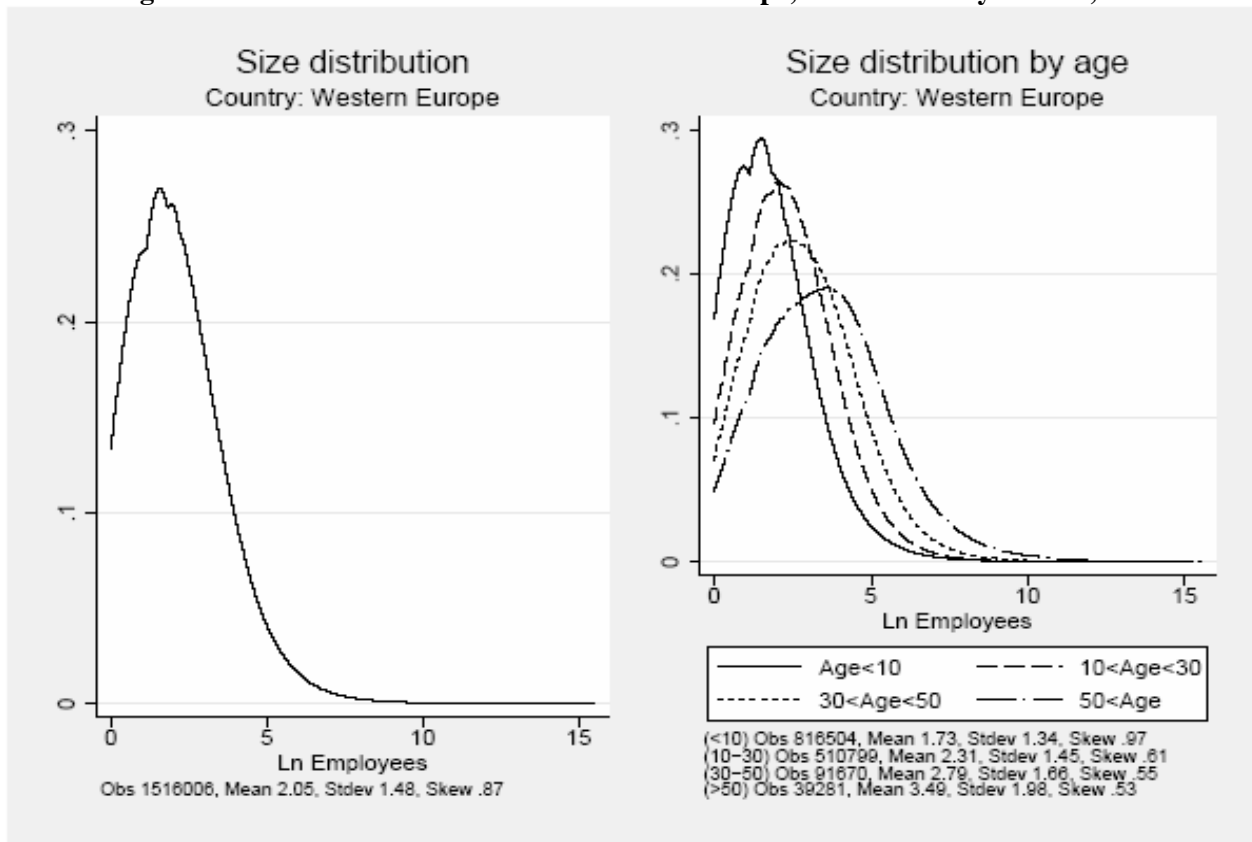 Size distribution
Country: Western Europe
.3
.2
.1
0
0 5 10 15
Ln Employees
Obs 1516006, Mean 2.05, Stdev 1.48, Skew .87
Size distribution by age
Country: Western Europe
.3
.2
.1
0
0 5 10 15
Ln Employees
Age<10 10<Age<30
30<Age<50 50<Age
(<10) Obs 816504, Mean 1.73, Stdev 1.34, Skew .97
(10−30) Obs 510799, Mean 2.31, Stdev 1.45, Skew .61
(30−50) Obs 91670, Mean 2.79, Stdev 1.66, Skew .55
(>50) Obs 39281, Mean 3.49, Stdev 1.98, Skew .53